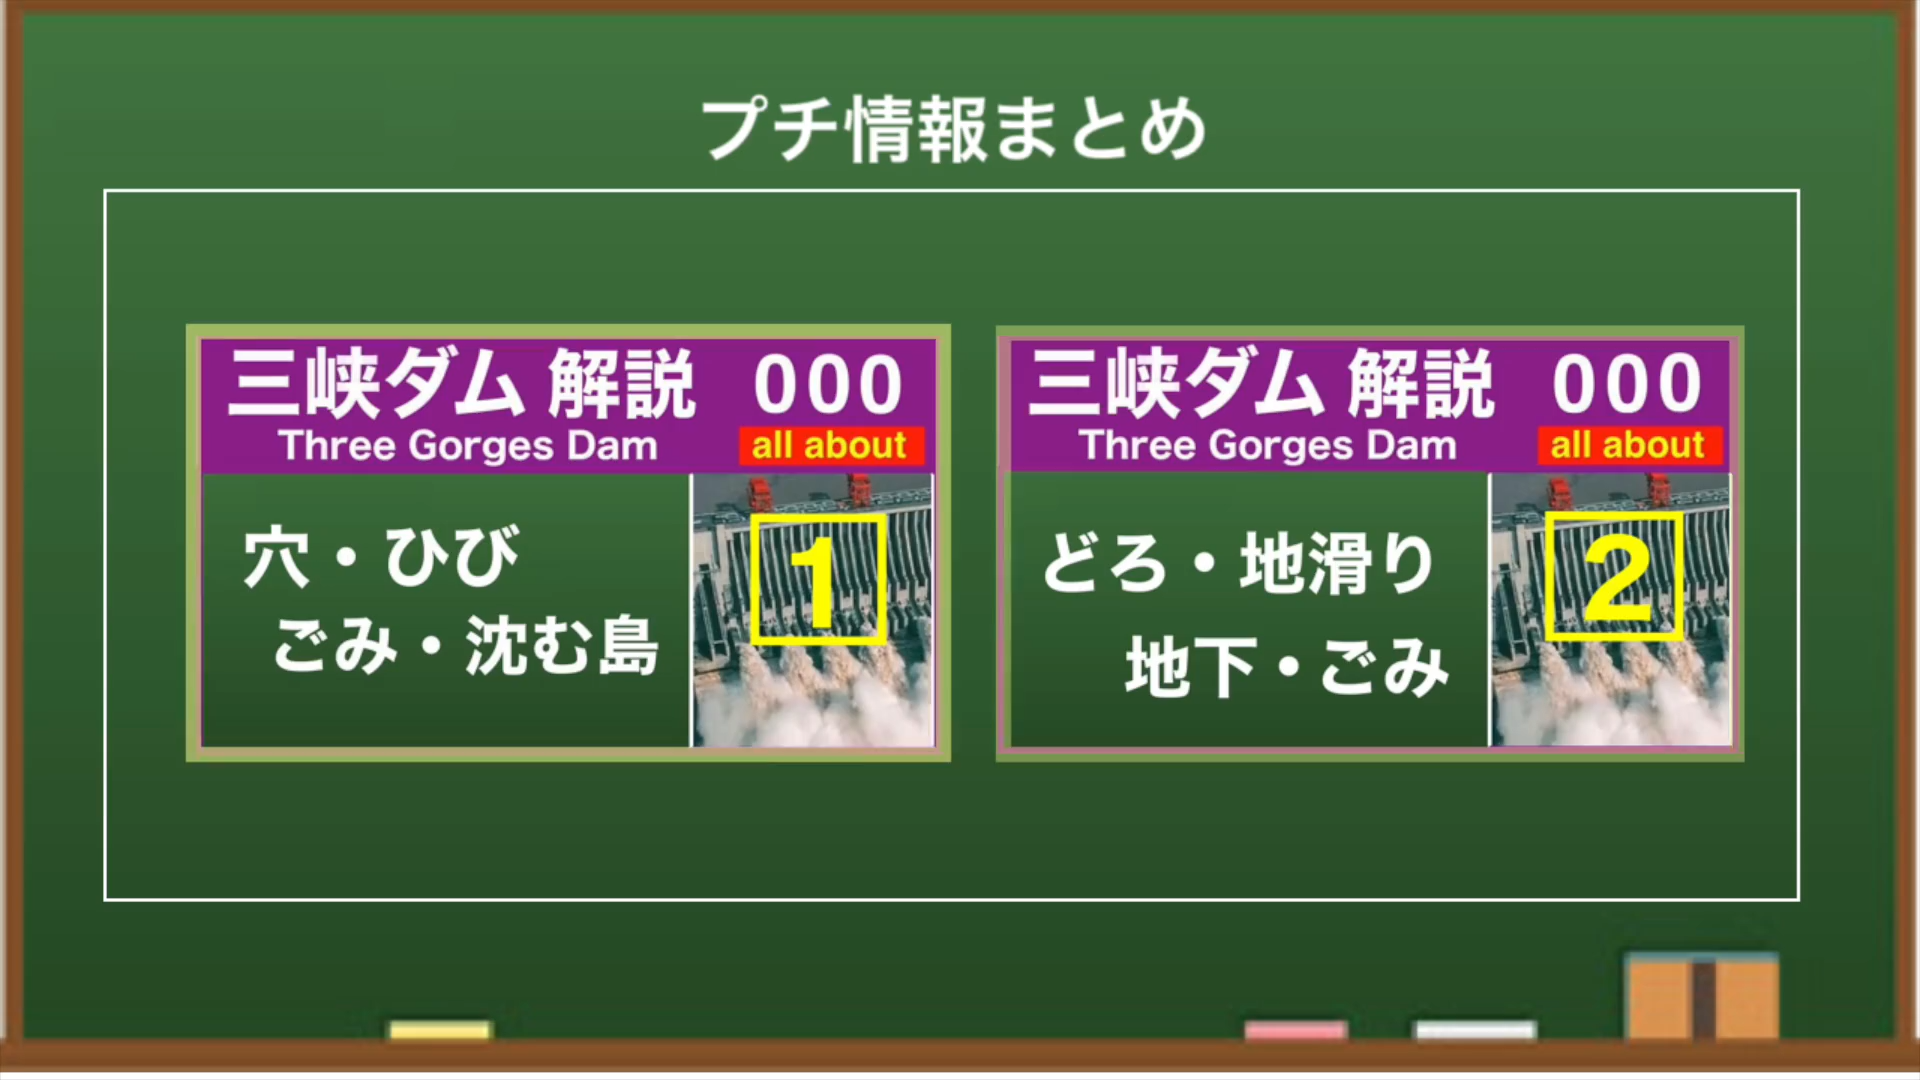 プチ情報まとめ
三峡ダム 解説 000
Three Gorges Dam all about
穴・ひび
ごみ・沈む島
1
三峡ダム 解説 000
Three Gorges Dam all about
どろ・地滑り
地下・ごみ
2